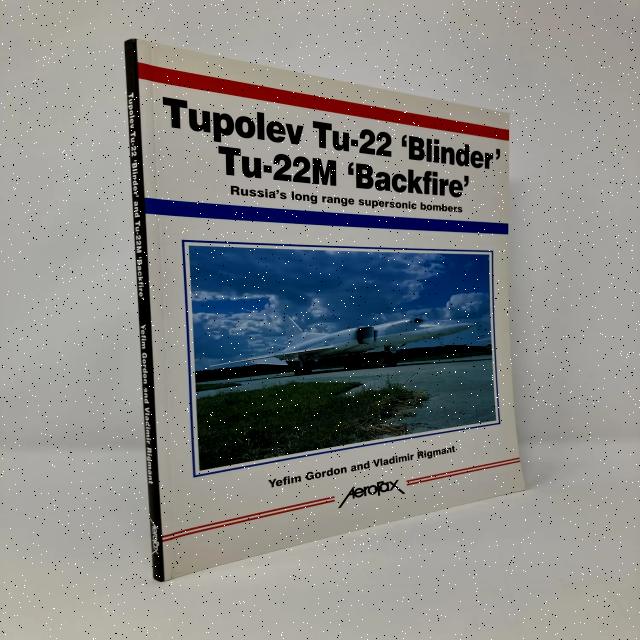 Tupolev Tu-22 'Blinder'
Tu-22M 'Backfire'
Russia's long range supersonic bombers
Yefim Gordon and Vladimir Rigmant
Aerofax
Tupolev Tu-22 'Blinder' and Tu-22M 'Backfire' Yefim Gordon and Vladimir Rigmant Aerofax